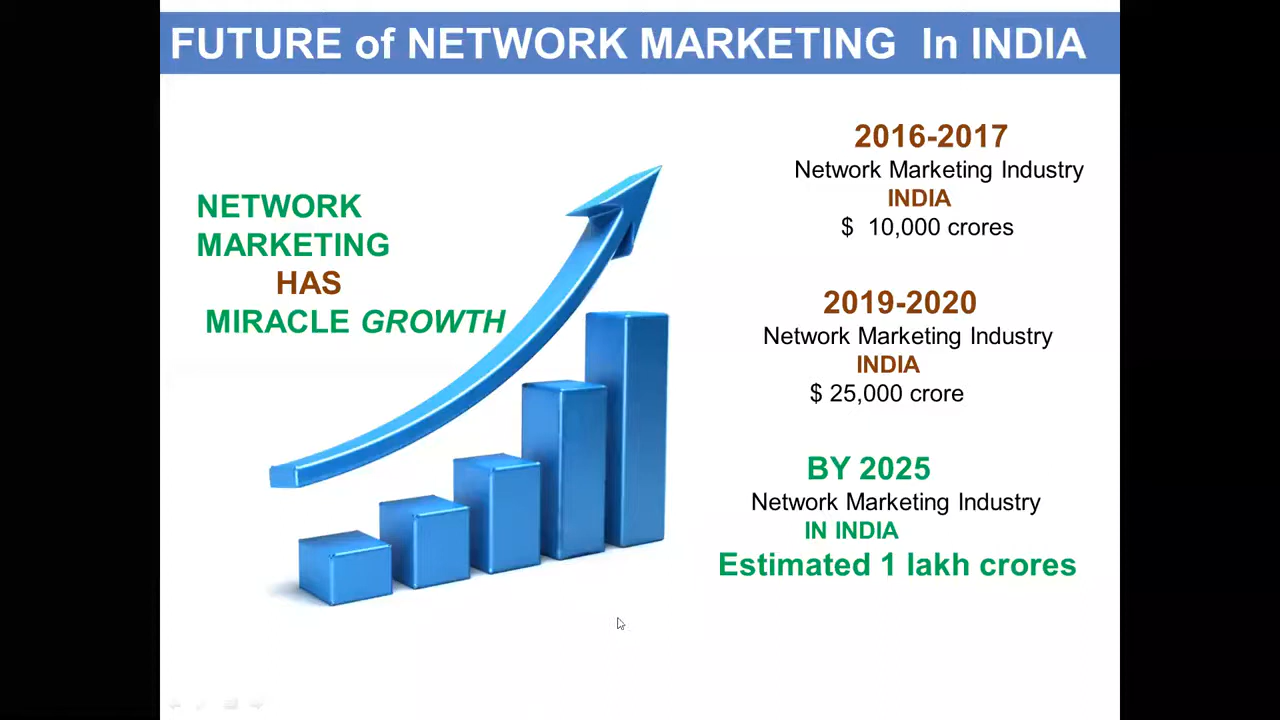 FUTURE of NETWORK MARKETING In INDIA
NETWORK
MARKETING
HAS
MIRACLE GROWTH
2016-2017
Network Marketing Industry
INDIA
$ 10,000 crores
2019-2020
Network Marketing Industry
INDIA
$ 25,000 crore
BY 2025
Network Marketing Industry
IN INDIA
Estimated 1 lakh crores